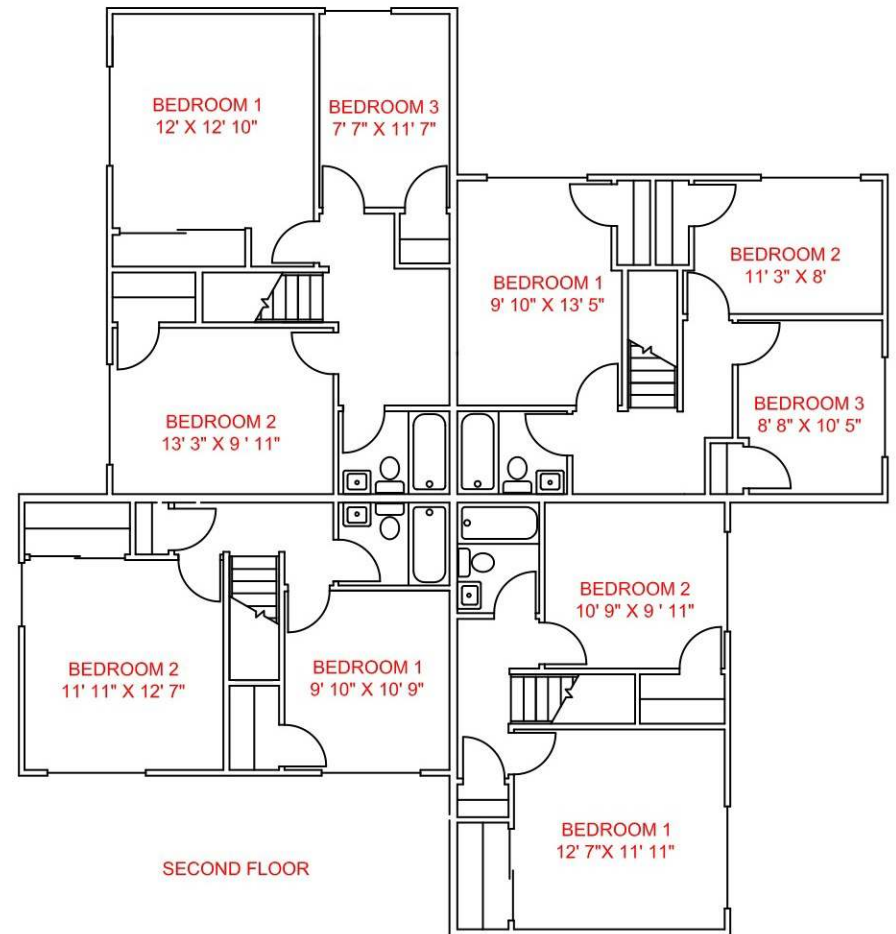 BEDROOM 1
12' X 12' 10"
BEDROOM 3
7' 7" X 11' 7"
BEDROOM 1
9' 10" X 13' 5"
BEDROOM 2
11' 3" X 8'
BEDROOM 2
13' 3" X 9 ' 11"
BEDROOM 3
8' 8" X 10' 5"
BEDROOM 2
11' 11" X 12' 7"
BEDROOM 1
9' 10" X 10' 9"
BEDROOM 2
10' 9" X 9 ' 11"
BEDROOM 1
12' 7"X 11' 11"
SECOND FLOOR